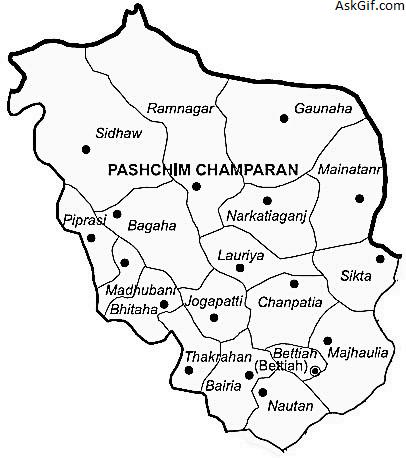 AskGif.com
Ramnagar
Gaunaha
Sidhaw
PASHCHIM CHAMPARAN
Mainatanr
Narkatiaganj
Piprasi
Bagaha
Lauriya
Sikta
Madhubani
Bhitaha
Jogapatti
Chanpatia
Thakrahan
Bettiah
(Bettiah)
Majhaulia
Bairia
Nautan